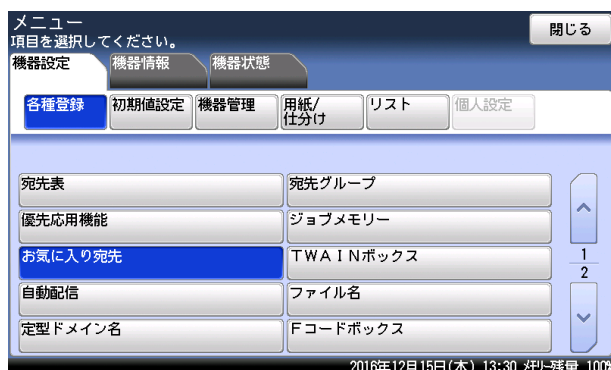 メニュー
閉じる
項目を選択してください。
機器設定 機器情報 機器状態
各種登録 初期値設定 機器管理 用紙/ リスト 個人設定
仕分け
宛先表 宛先グループ
優先応用機能 ジョブメモリー
お気に入り宛先 TWAINボックス
1
2
自動配信 ファイル名
定型ドメイン名 Fコードボックス
2016年12月15日(木) 13:30 メモリー残量 100%